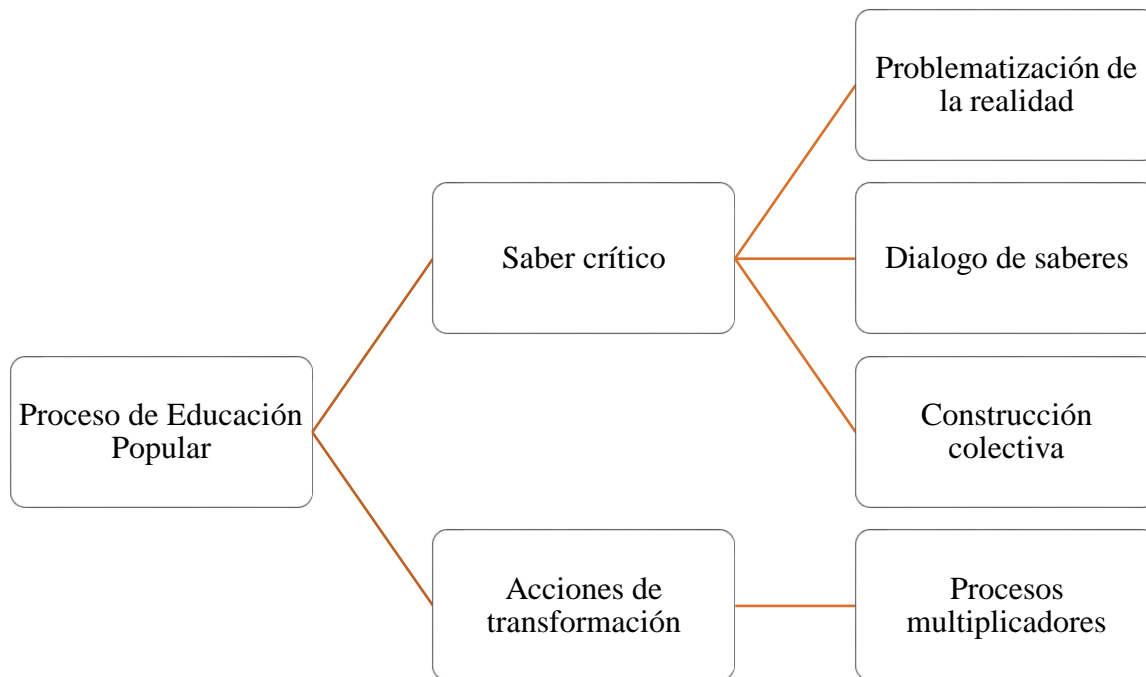 Problematización de
la realidad
Saber crítico
Dialogo de saberes
Proceso de Educación
Popular
Construcción
colectiva
Acciones de
transformación
Procesos
multiplicadores